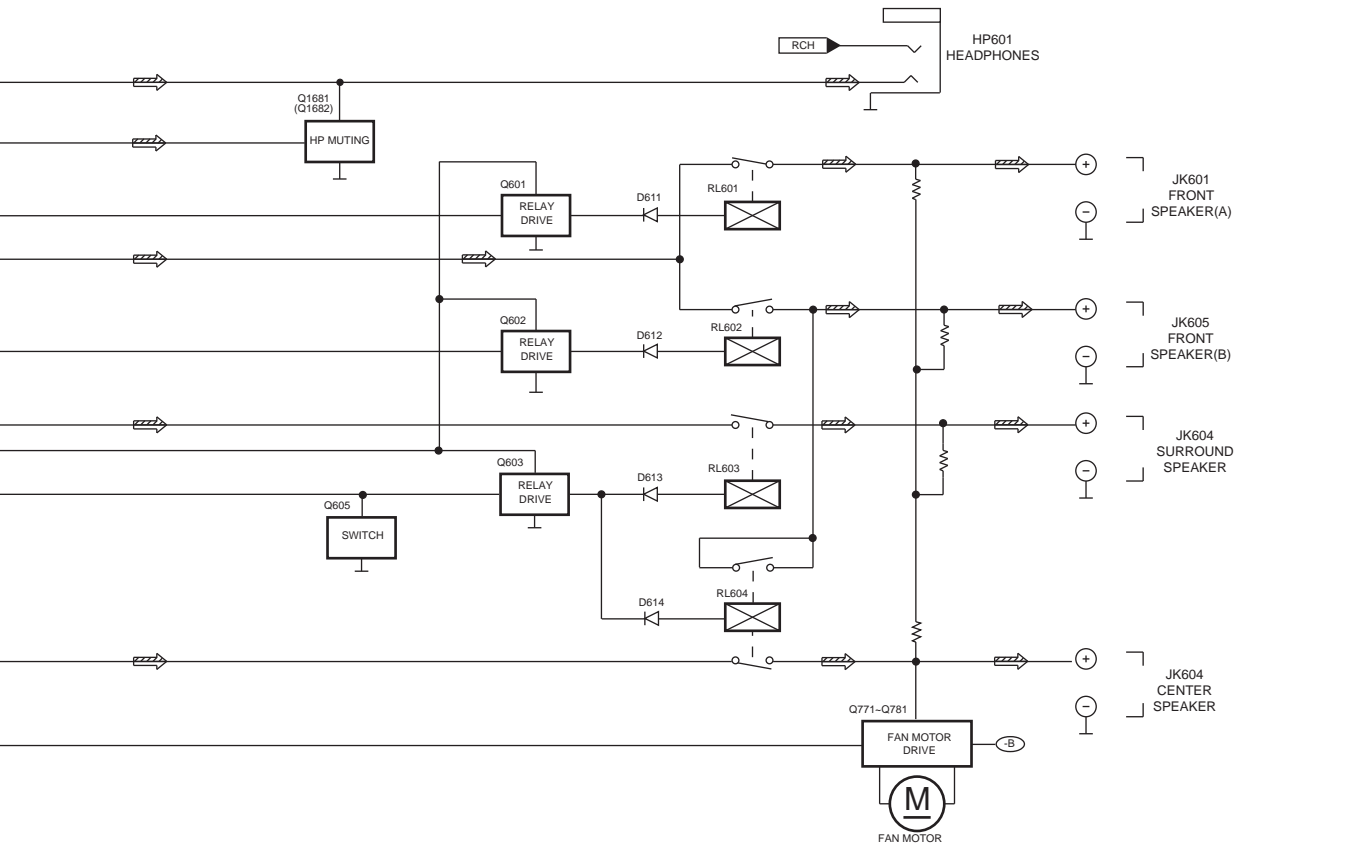 RCH
HP601
HEADPHONES
Q1681
(Q1682)
HP MUTING
Q601
RELAY
DRIVE
D611
RL601
+
−
JK601
FRONT
SPEAKER(A)
Q602
RELAY
DRIVE
D612
RL602
+
−
JK605
FRONT
SPEAKER(B)
Q603
RELAY
DRIVE
D613
RL603
+
−
JK604
SURROUND
SPEAKER
Q605
SWITCH
D614
RL604
+
−
JK604
CENTER
SPEAKER
Q771~Q781
FAN MOTOR
DRIVE
-B
M
FAN MOTOR